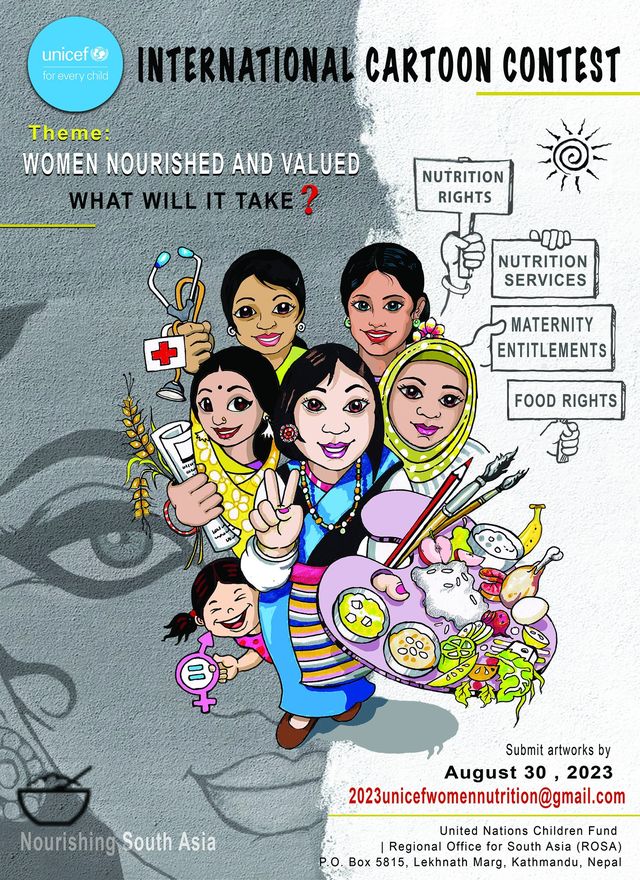 unicef
for every child
INTERNATIONAL CARTOON CONTEST
Theme:
WOMEN NOURISHED AND VALUED
WHAT WILL IT TAKE?
NUTRITION
RIGHTS
NUTRITION
SERVICES
MATERNITY
ENTITLEMENTS
FOOD RIGHTS
Submit artworks by
August 30 , 2023
2023unicefwomennutrition@gmail.com
Nourishing South Asia
United Nations Children Fund
| Regional Office for South Asia (ROSA)
P.O. Box 5815, Lekhnath Marg, Kathmandu, Nepal